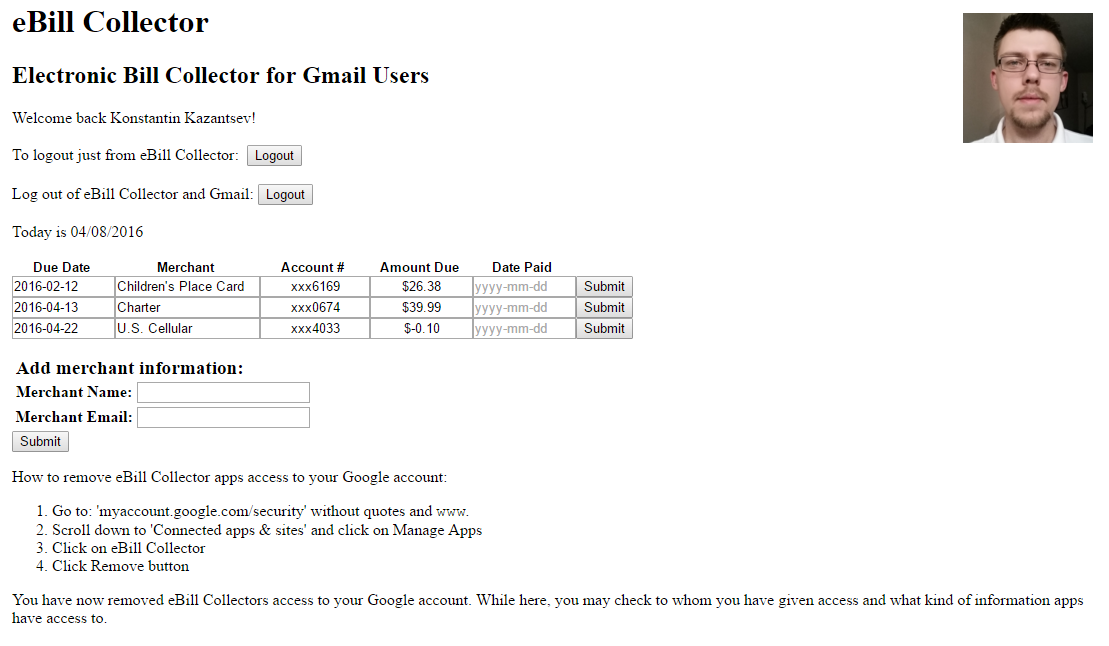 eBill Collector
Electronic Bill Collector for Gmail Users
Welcome back Konstantin Kazantsev!
To logout just from eBill Collector: Logout
Log out of eBill Collector and Gmail: Logout
Today is 04/08/2016
Due Date Merchant Account # Amount Due Date Paid
2016-02-12 Children's Place Card xxx6169 $26.38 yyyy-mm-dd Submit
2016-04-13 Charter xxx0674 $39.99 yyyy-mm-dd Submit
2016-04-22 U.S. Cellular xxx4033 $-0.10 yyyy-mm-dd Submit
Add merchant information:
Merchant Name:
Merchant Email:
Submit
How to remove eBill Collector apps access to your Google account:
1. Go to: 'myaccount.google.com/security' without quotes and www.
2. Scroll down to 'Connected apps & sites' and click on Manage Apps
3. Click on eBill Collector
4. Click Remove button
You have now removed eBill Collectors access to your Google account. While here, you may check to whom you have given access and what kind of information apps
have access to.